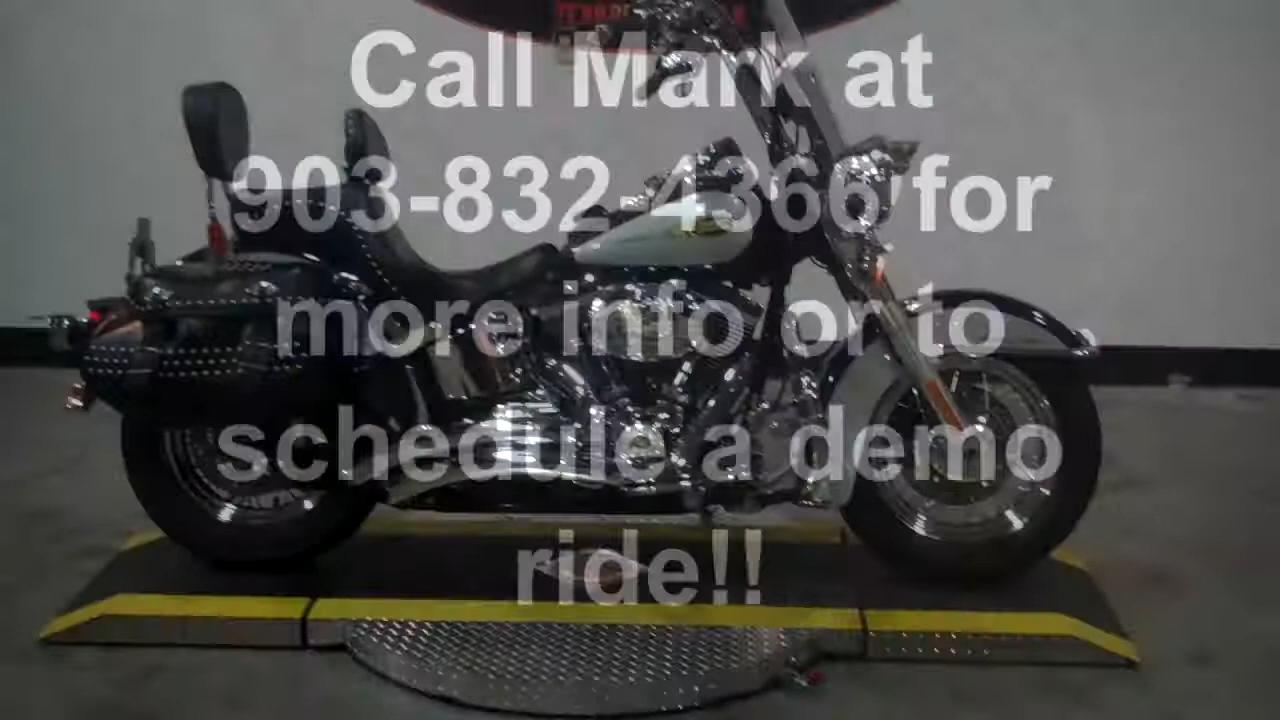 Call Mark at
903-832-4366 for
more info or to
schedule a demo
ride!!